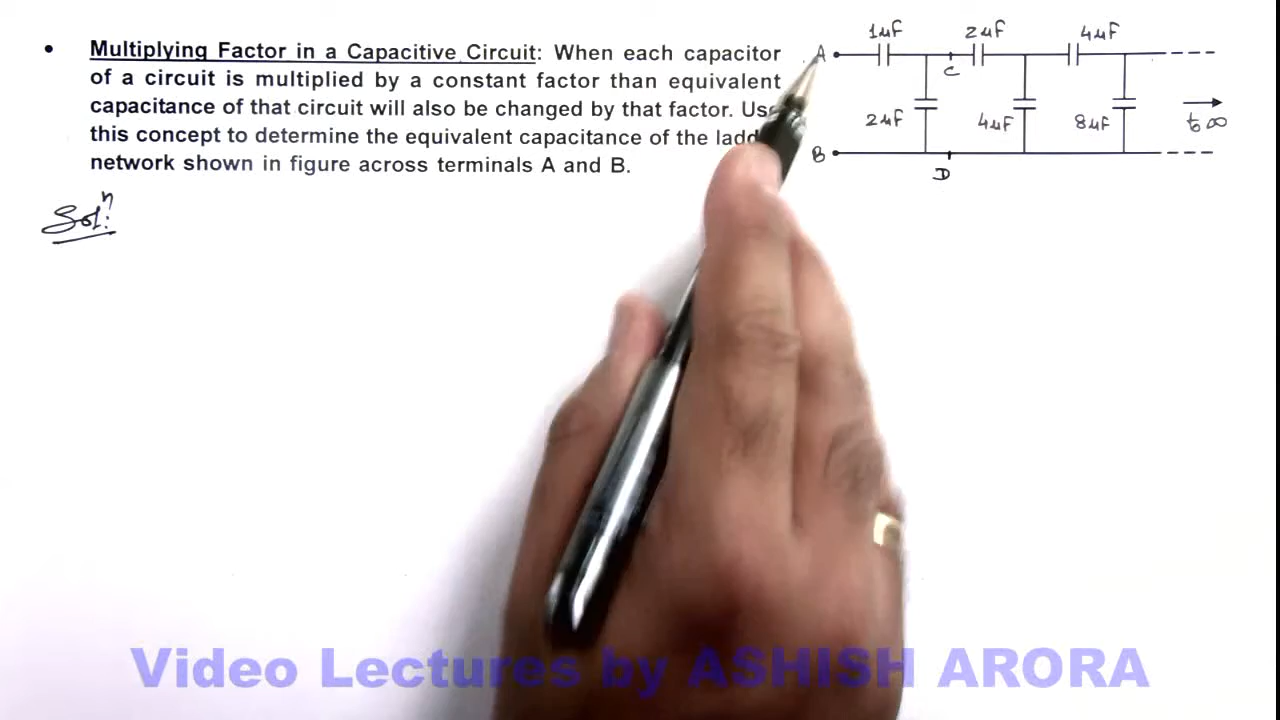 • Multiplying Factor in a Capacitive Circuit: When each capacitor
of a circuit is multiplied by a constant factor than equivalent
capacitance of that circuit will also be changed by that factor. Use
this concept to determine the equivalent capacitance of the
network shown in figure across terminals A and B.
Solⁿ:
1µF 2µF 4µF
A
C
2µF 4µF 8µF to ∞
B
D
Video Lectures by ASHISH ARORA